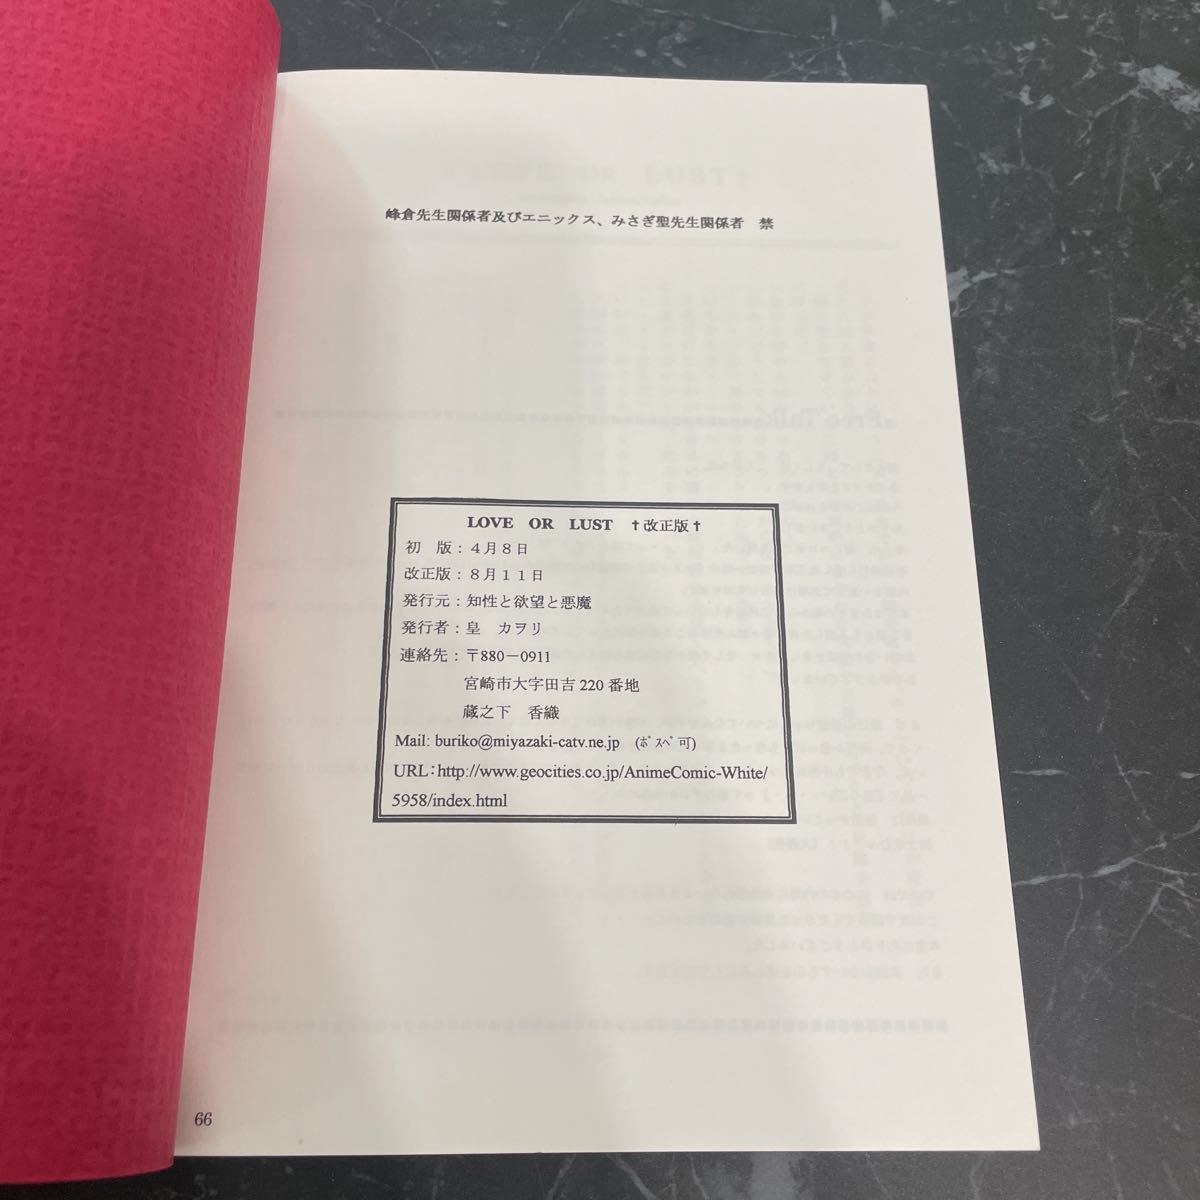 峰倉先生関係者及びエニックス、みさぎ聖先生関係者　禁
LOVE　OR　LUST　✝改正版✝
初　版：４月８日
改正版：８月１１日
発行元：知性と欲望と悪魔
発行者：皇　カヲリ
連絡先：〒880－0911
宮崎市大字田吉 220 番地
蔵之下　香織
Mail: buriko@miyazaki-catv.ne.jp　(ﾎﾟｽﾍﾟ可)
URL：http://www.geocities.co.jp/AnimeComic-White/
5958/index.html
66